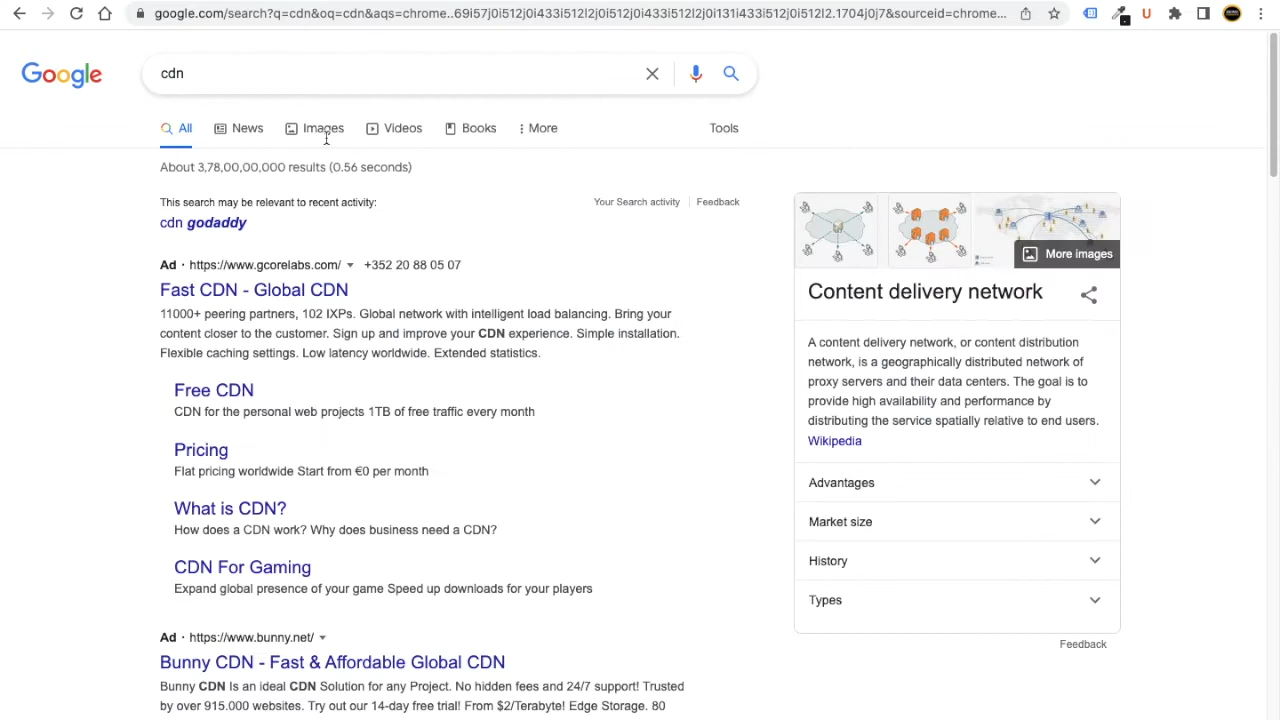 google.com/search?q=cdn&oq=cdn&aqs=chrome..69i57j0i512j0i433i512l2j0i512j0i433i512l2j0i131i433i512j0i512l2.1704j0j7&sourceid=chrome...
Google
cdn
All News Images Videos Books More Tools
About 3,78,00,00,000 results (0.56 seconds)
This search may be relevant to recent activity:
Your Search activity Feedback
cdn godaddy
Ad · https://www.gcorelabs.com/ +352 20 88 05 07
Fast CDN - Global CDN
11000+ peering partners, 102 IXPs. Global network with intelligent load balancing. Bring your
content closer to the customer. Sign up and improve your CDN experience. Simple installation.
Flexible caching settings. Low latency worldwide. Extended statistics.
Free CDN
CDN for the personal web projects 1TB of free traffic every month
Pricing
Flat pricing worldwide Start from €0 per month
What is CDN?
How does a CDN work? Why does business need a CDN?
CDN For Gaming
Expand global presence of your game Speed up downloads for your players
Ad · https://www.bunny.net/
Bunny CDN - Fast & Affordable Global CDN
Bunny CDN Is an ideal CDN Solution for any Project. No hidden fees and 24/7 support! Trusted
by over 915.000 websites. Try out our 14-day free trial! From $2/Terabyte! Edge Storage. 80
More images
Content delivery network
A content delivery network, or content distribution
network, is a geographically distributed network of
proxy servers and their data centers. The goal is to
provide high availability and performance by
distributing the service spatially relative to end users.
Wikipedia
Advantages
Market size
History
Types
Feedback